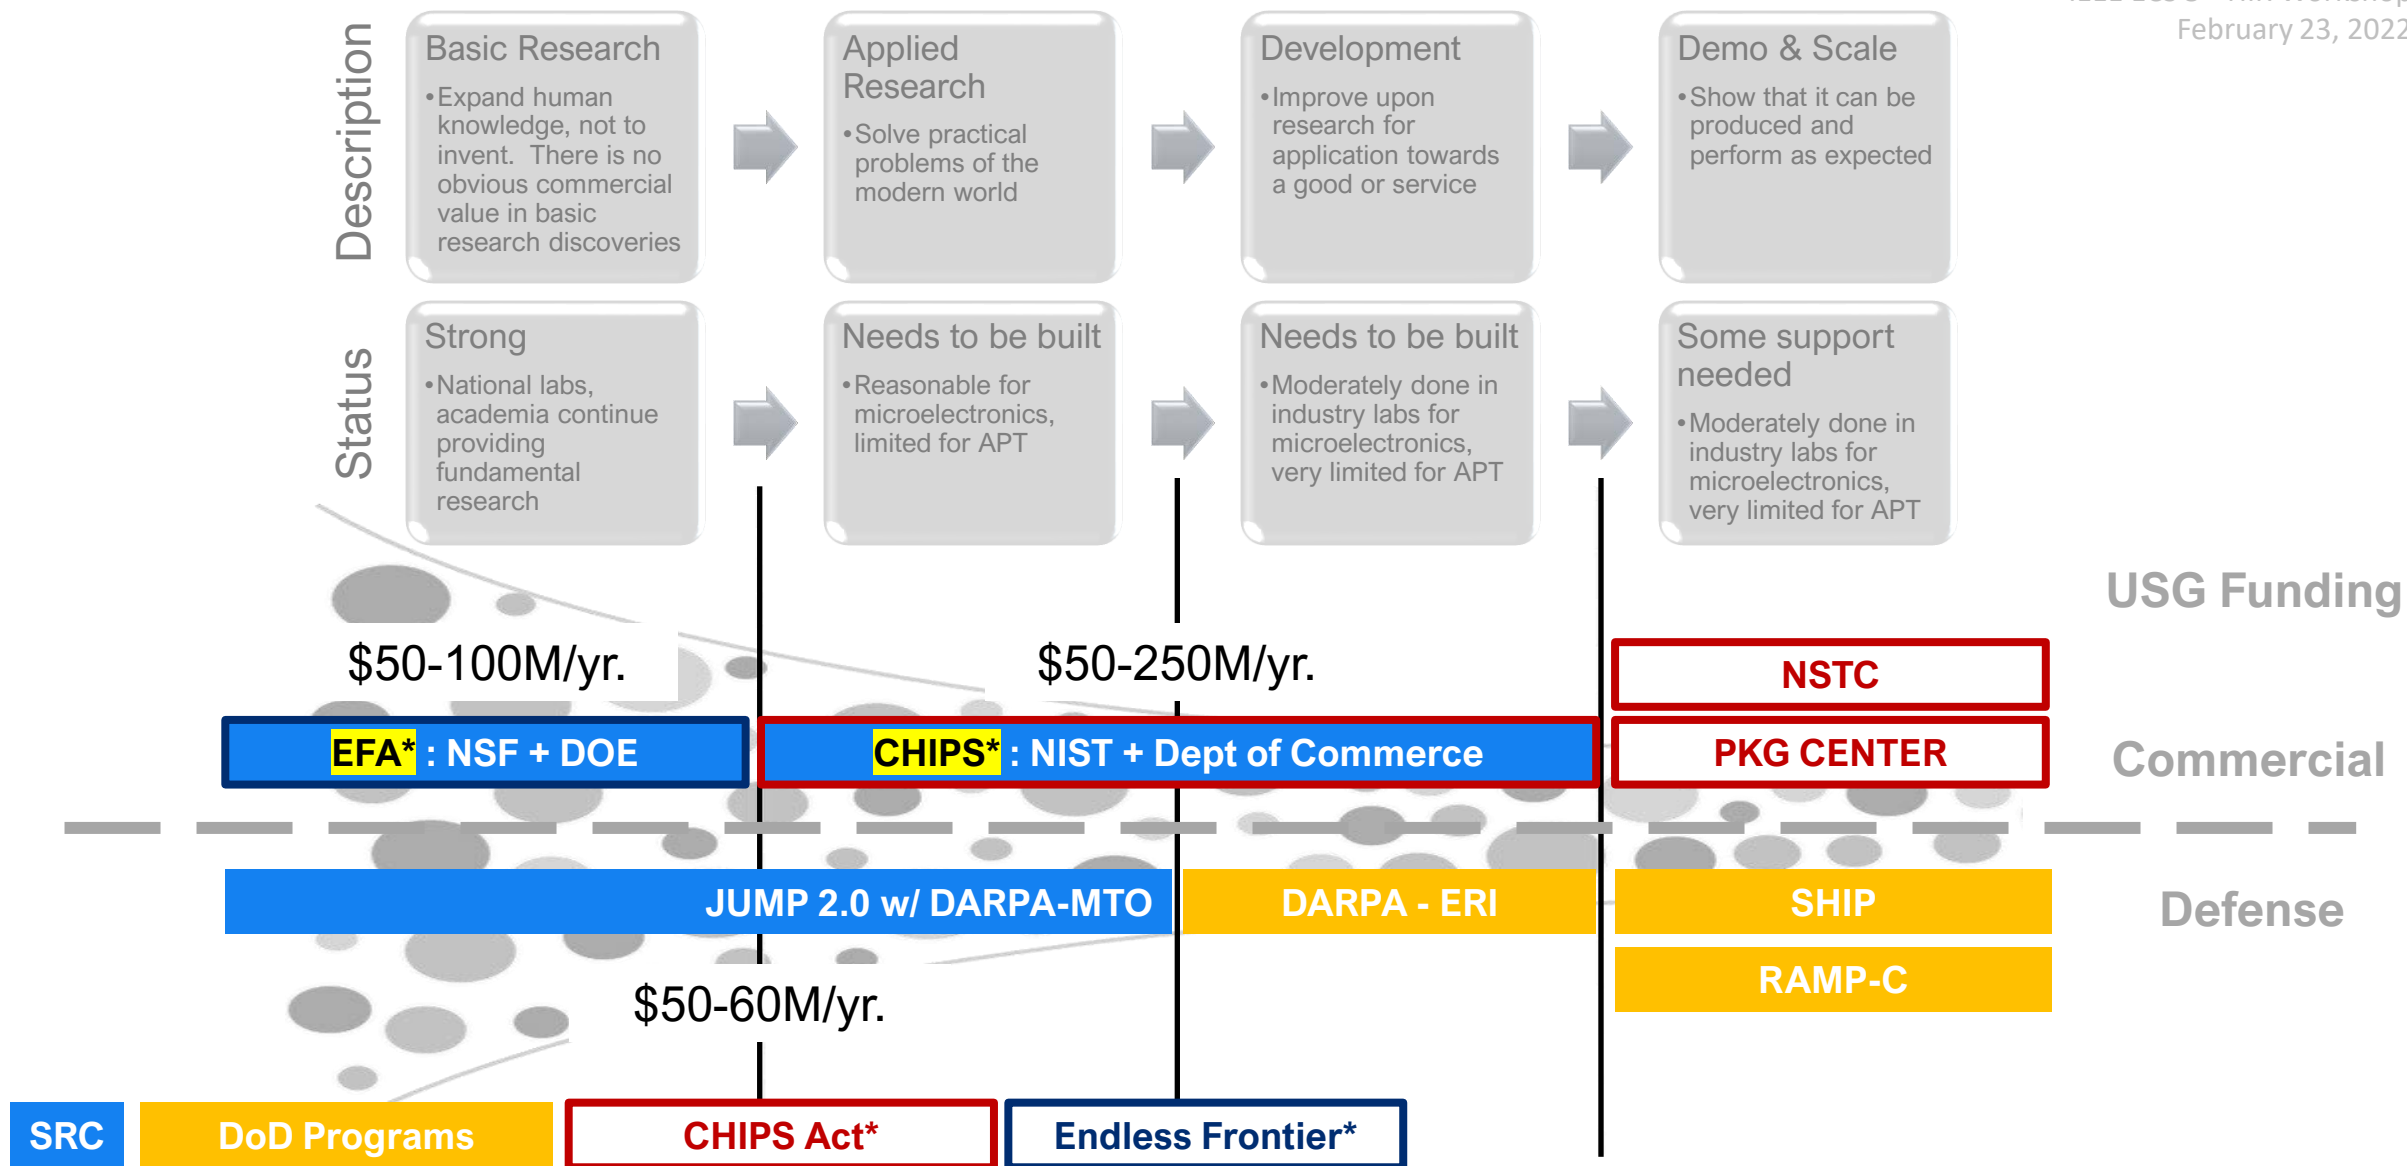 February 23, 2022
Description
Basic Research
•Expand human
knowledge, not to
invent. There is no
obvious commercial
value in basic
research discoveries
Applied
Research
•Solve practical
problems of the
modern world
Development
•Improve upon
research for
application towards
a good or service
Demo & Scale
•Show that it can be
produced and
perform as expected
Status
Strong
•National labs,
academia continue
providing
fundamental
research
Needs to be built
•Reasonable for
microelectronics,
limited for APT
Needs to be built
•Moderately done in
industry labs for
microelectronics,
very limited for APT
Some support
needed
•Moderately done in
industry labs for
microelectronics,
very limited for APT
USG Funding
$50-100M/yr.
$50-250M/yr.
NSTC
EFA* : NSF + DOE
CHIPS* : NIST + Dept of Commerce
PKG CENTER
Commercial
JUMP 2.0 w/ DARPA-MTO
DARPA - ERI
SHIP
Defense
RAMP-C
$50-60M/yr.
SRC
DoD Programs
CHIPS Act*
Endless Frontier*